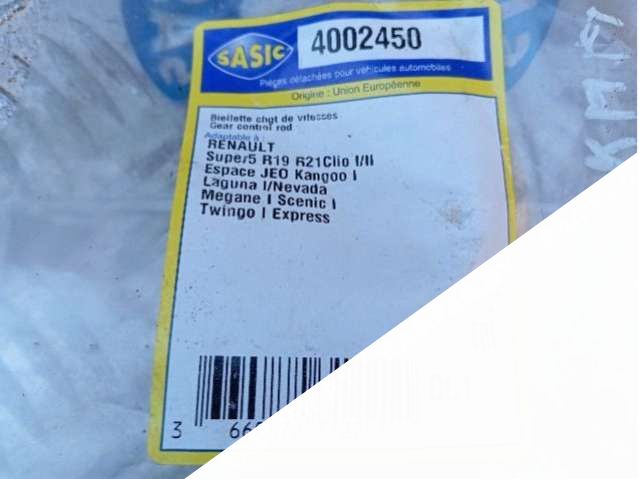 SASIC
4002450
Pièces détachées pour véhicules automobiles
Origine : Union Européenne
Biellette chgt de vitesses
Gear control rod
Adaptable à :
RENAULT
Super5 R19 R21Clio I/II
Espace JEO Kangoo I
Laguna I/Nevada
Megane I Scenic I
Twingo I Express
3